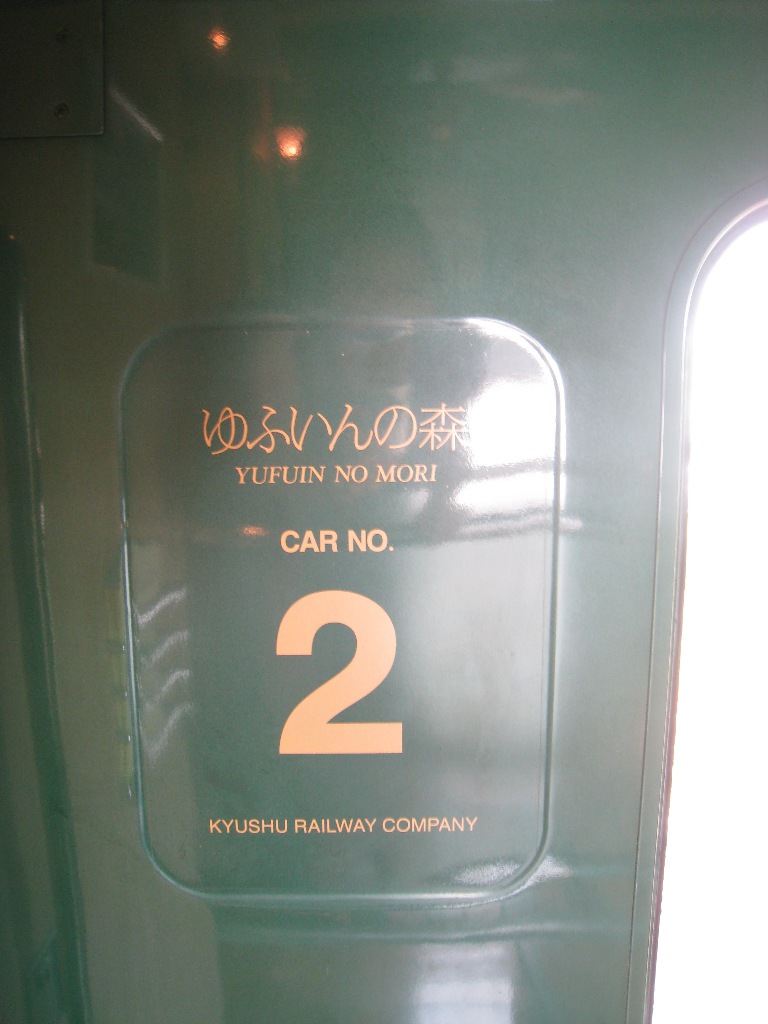 ゆふいんの森
YUFUIN NO MORI
CAR NO.
2
KYUSHU RAILWAY COMPANY